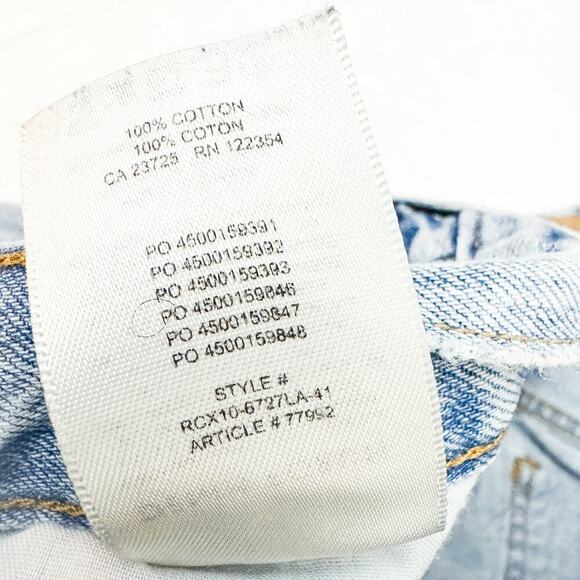 100% COTTON
100% COTON
CA 23725 RN 122354
PO 4500159391
PO 4500159392
PO 4500159393
PO 4500159846
PO 4500159847
PO 4500159848
STYLE #
RCX10-6727LA-41
ARTICLE # 77992